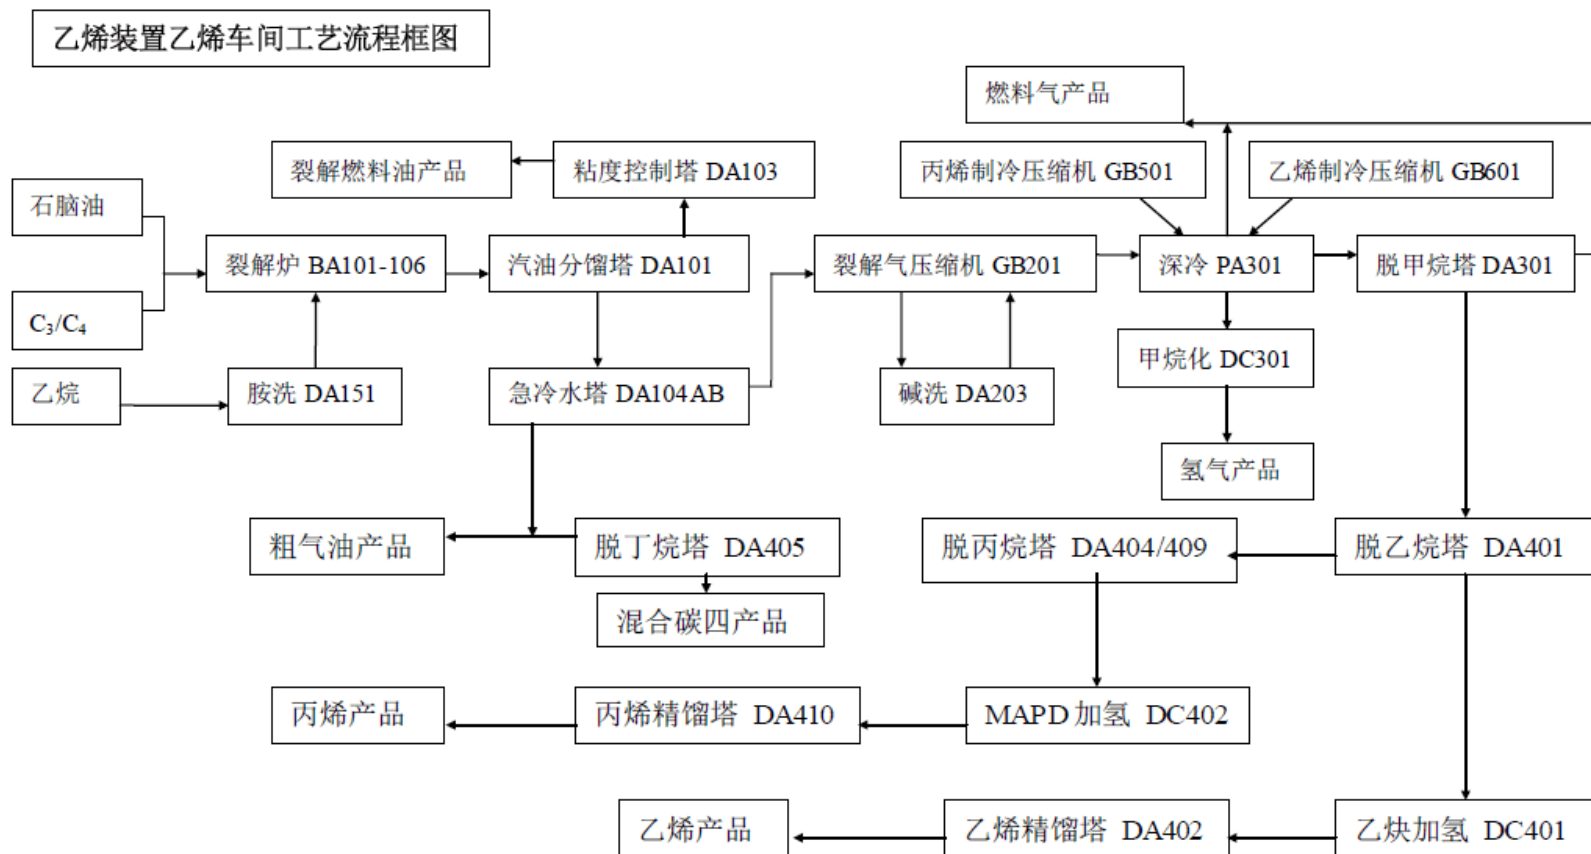 乙烯装置乙烯车间工艺流程框图
燃料气产品
裂解燃料油产品
粘度控制塔 DA103
丙烯制冷压缩机 GB501
乙烯制冷压缩机 GB601
石脑油
裂解炉 BA101-106
汽油分馏塔 DA101
裂解气压缩机 GB201
深冷 PA301
脱甲烷塔 DA301
C₃/C₄
甲烷化 DC301
乙烷
胺洗 DA151
急冷水塔 DA104AB
碱洗 DA203
氢气产品
粗气油产品
脱丁烷塔 DA405
脱丙烷塔 DA404/409
脱乙烷塔 DA401
混合碳四产品
丙烯产品
丙烯精馏塔 DA410
MAPD 加氢 DC402
乙烯产品
乙烯精馏塔 DA402
乙炔加氢 DC401